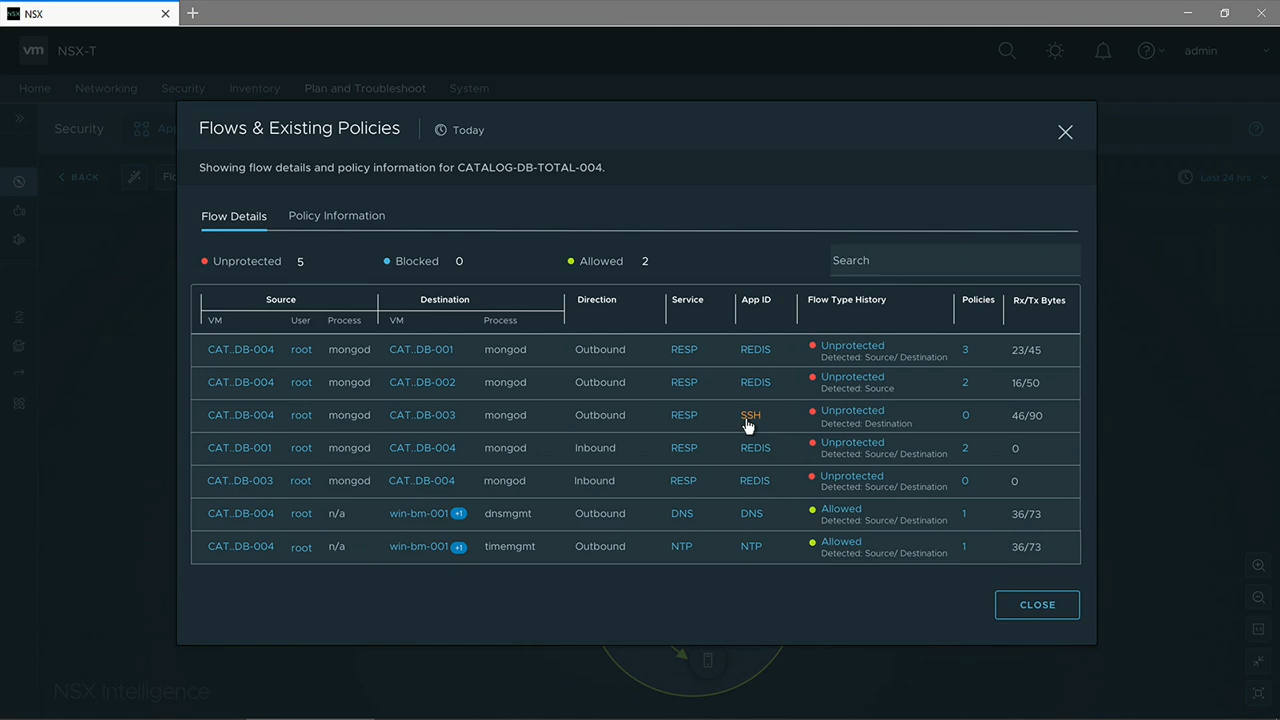 NSX NSX
vm NSX-T admin
Home Networking Security Inventory Plan and Troubleshoot System
Security
BACK Last 24 hrs
Flows & Existing Policies Today
Showing flow details and policy information for CATALOG-DB-TOTAL-004.
Flow Details Policy Information
Unprotected 5 Blocked 0 Allowed 2 Search
Source Destination Direction Service App ID Flow Type History Policies Rx/Tx Bytes
VM User Process VM Process
CAT..DB-004 root mongod CAT..DB-001 mongod Outbound RESP REDIS Unprotected 3 23/45
Detected: Source/ Destination
CAT..DB-004 root mongod CAT..DB-002 mongod Outbound RESP REDIS Unprotected 2 16/50
Detected: Source
CAT..DB-004 root mongod CAT..DB-003 mongod Outbound RESP SSH Unprotected 0 46/90
Detected: Destination
CAT..DB-001 root mongod CAT..DB-004 mongod Inbound RESP REDIS Unprotected 2 0
Detected: Source/ Destination
CAT..DB-003 root mongod CAT..DB-004 mongod Inbound RESP REDIS Unprotected 0 0
Detected: Source/ Destination
CAT..DB-004 root n/a win-bm-001 +1 dnsmgmt Outbound DNS DNS Allowed 1 36/73
Detected: Source/ Destination
CAT..DB-004 root n/a win-bm-001 +1 timemgmt Outbound NTP NTP Allowed 1 36/73
Detected: Source/ Destination
CLOSE
NSX Intelligence